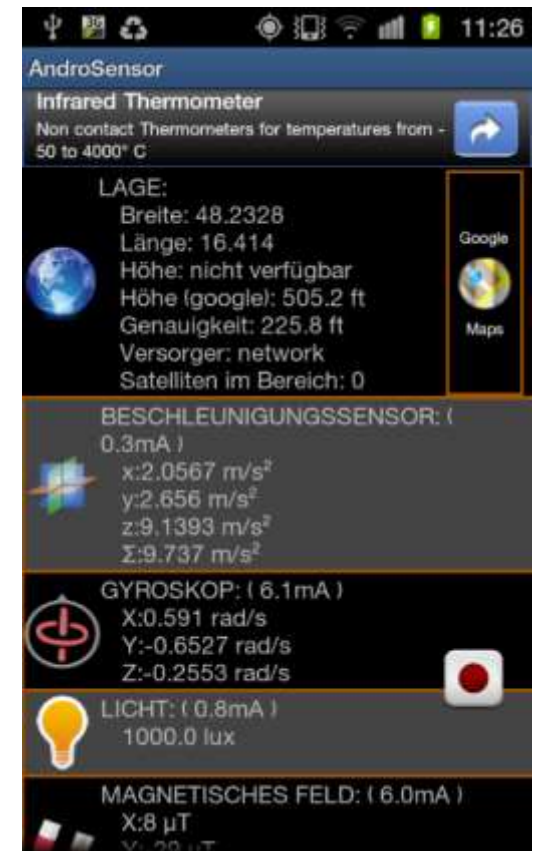 11:26
AndroSensor
Infrared Thermometer
Non contact Thermometers for temperatures from -
50 to 4000° C
LAGE:
Breite: 48.2328
Länge: 16.414
Höhe: nicht verfügbar
Höhe (google): 505.2 ft
Genauigkeit: 225.8 ft
Versorger: network
Satelliten im Bereich: 0
Google
Maps
BESCHLEUNIGUNGSSENSOR: (
0.3mA )
x:2.0567 m/s²
y:2.656 m/s²
z:9.1393 m/s²
Σ:9.737 m/s²
GYROSKOP: ( 6.1mA )
X:0.591 rad/s
Y:-0.6527 rad/s
Z:-0.2553 rad/s
LICHT: ( 0.8mA )
1000.0 lux
MAGNETISCHES FELD: ( 6.0mA )
X:8 µT